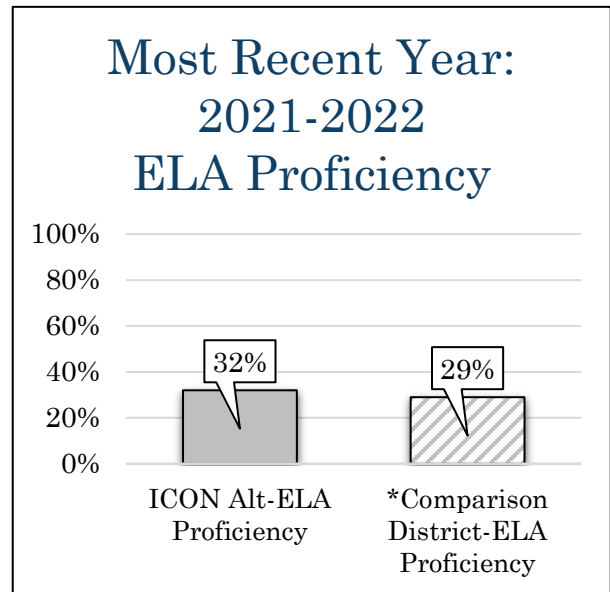 Most Recent Year:
2021-2022
ELA Proficiency
100%
80%
60%
40%
20%
0%
32%
29%
ICON Alt-ELA
Proficiency
*Comparison
District-ELA
Proficiency